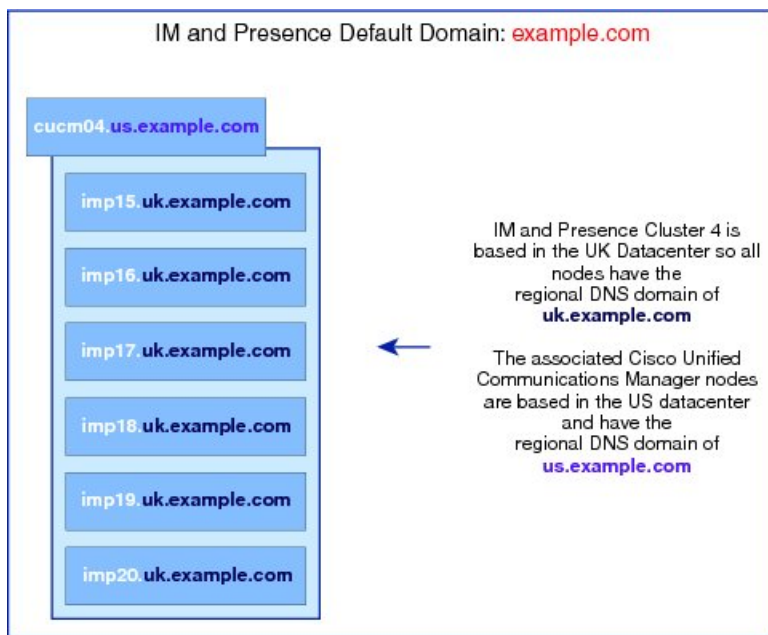 IM and Presence Default Domain: example.com
cucm04.us.example.com
imp15.uk.example.com
imp16.uk.example.com
imp17.uk.example.com
imp18.uk.example.com
imp19.uk.example.com
imp20.uk.example.com
IM and Presence Cluster 4 is
based in the UK Datacenter so all
nodes have the
regional DNS domain of
uk.example.com
The associated Cisco Unified
Communications Manager nodes
are based in the US datacenter
and have the
regional DNS domain of
us.example.com